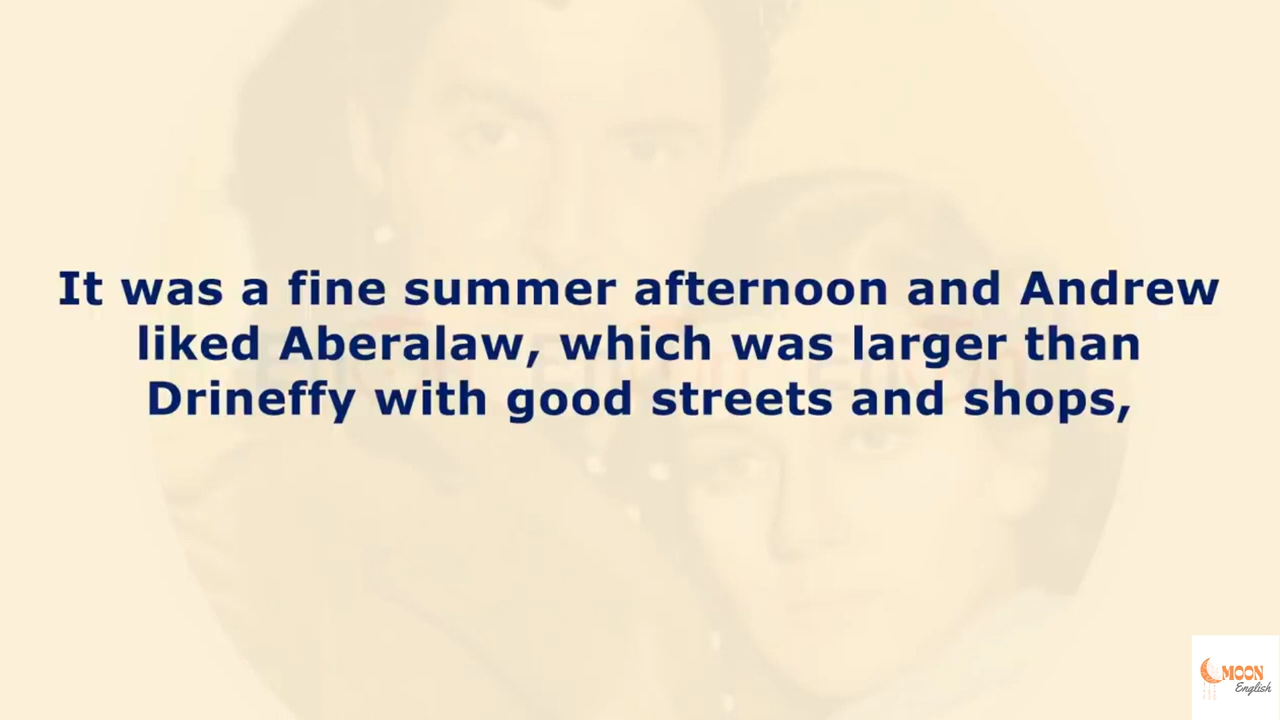 It was a fine summer afternoon and Andrew
liked Aberalaw, which was larger than
Drineffy with good streets and shops,
MOON
English